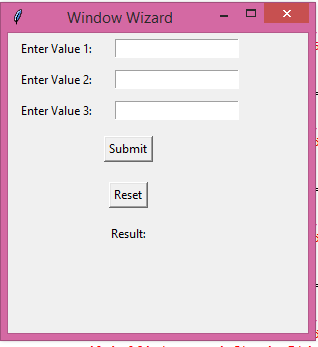 Window Wizard
Enter Value 1:
Enter Value 2:
Enter Value 3:
Submit
Reset
Result: